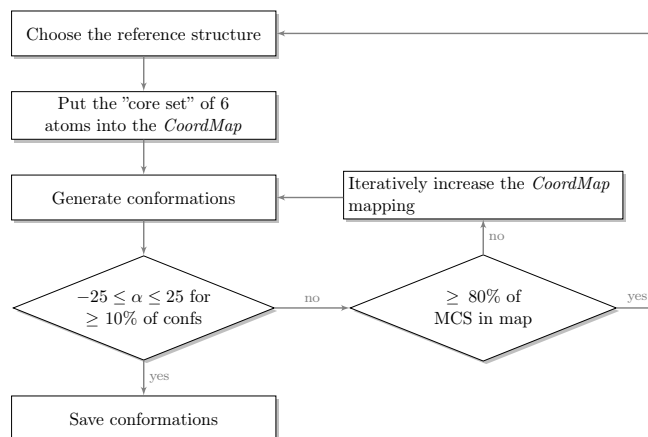 Choose the reference structure
Put the "core set" of 6
atoms into the CoordMap
Generate conformations
Iteratively increase the CoordMap
mapping
no
−25 ≤ α ≤ 25 for
≥ 10% of confs
no
≥ 80% of
MCS in map
yes
yes
Save conformations